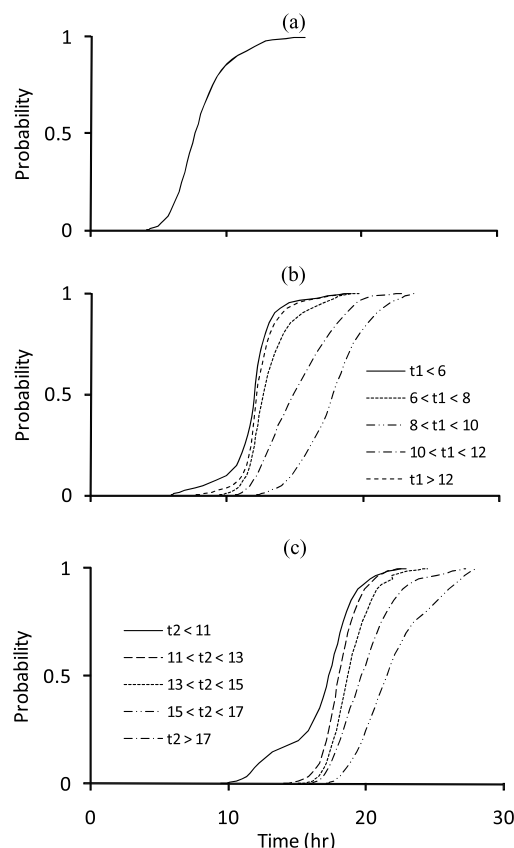 (a)
1
0.5
0
Probability
(b)
1
0.5
0
Probability
t1 < 6
6 < t1 < 8
8 < t1 < 10
10 < t1 < 12
t1 > 12
(c)
1
0.5
0
Probability
t2 < 11
11 < t2 < 13
13 < t2 < 15
15 < t2 < 17
t2 > 17
0 10 20 30
Time (hr)